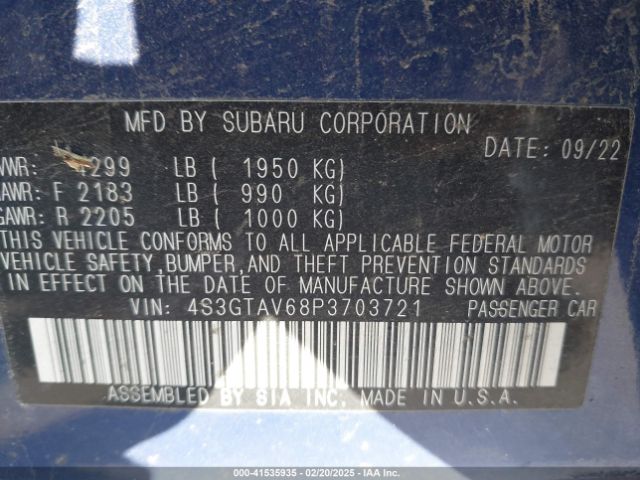 MFD BY SUBARU CORPORATION
DATE: 09/22
VWR: 4299 LB ( 1950 KG)
AWR: F 2183 LB ( 990 KG)
GAWR: R 2205 LB ( 1000 KG)
THIS VEHICLE CONFORMS TO ALL APPLICABLE FEDERAL MOTOR
VEHICLE SAFETY, BUMPER, AND THEFT PREVENTION STANDARDS
IN EFFECT ON THE DATE OF MANUFACTURE SHOWN ABOVE.
VIN: 4S3GTAV68P3703721 PASSENGER CAR
ASSEMBLED BY SIA INC. MADE IN U.S.A.
000-41535935 - 02/20/2025 - IAA Inc.